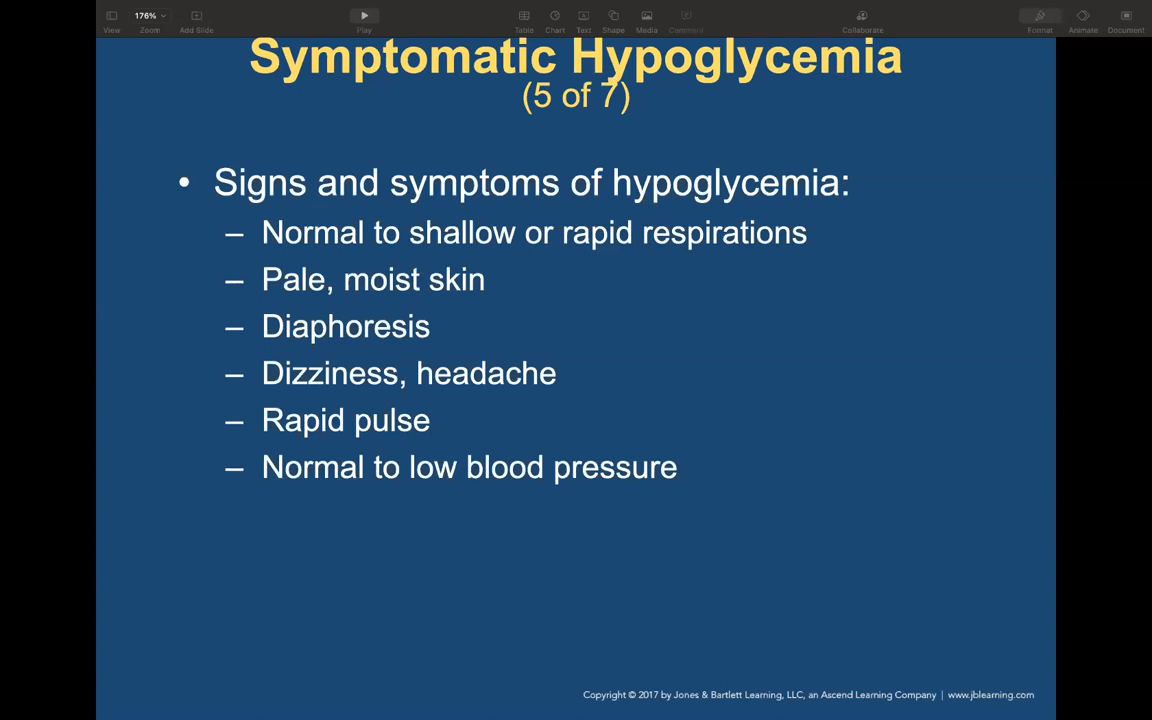 176%
View
Zoom
Add Slide
Play
Table
Chart
Text
Shape
Media
Comment
Collaborate
Format
Animate
Document
Symptomatic Hypoglycemia
(5 of 7)
• Signs and symptoms of hypoglycemia:
– Normal to shallow or rapid respirations
– Pale, moist skin
– Diaphoresis
– Dizziness, headache
– Rapid pulse
– Normal to low blood pressure
Copyright © 2017 by Jones & Bartlett Learning, LLC, an Ascend Learning Company | www.jblearning.com